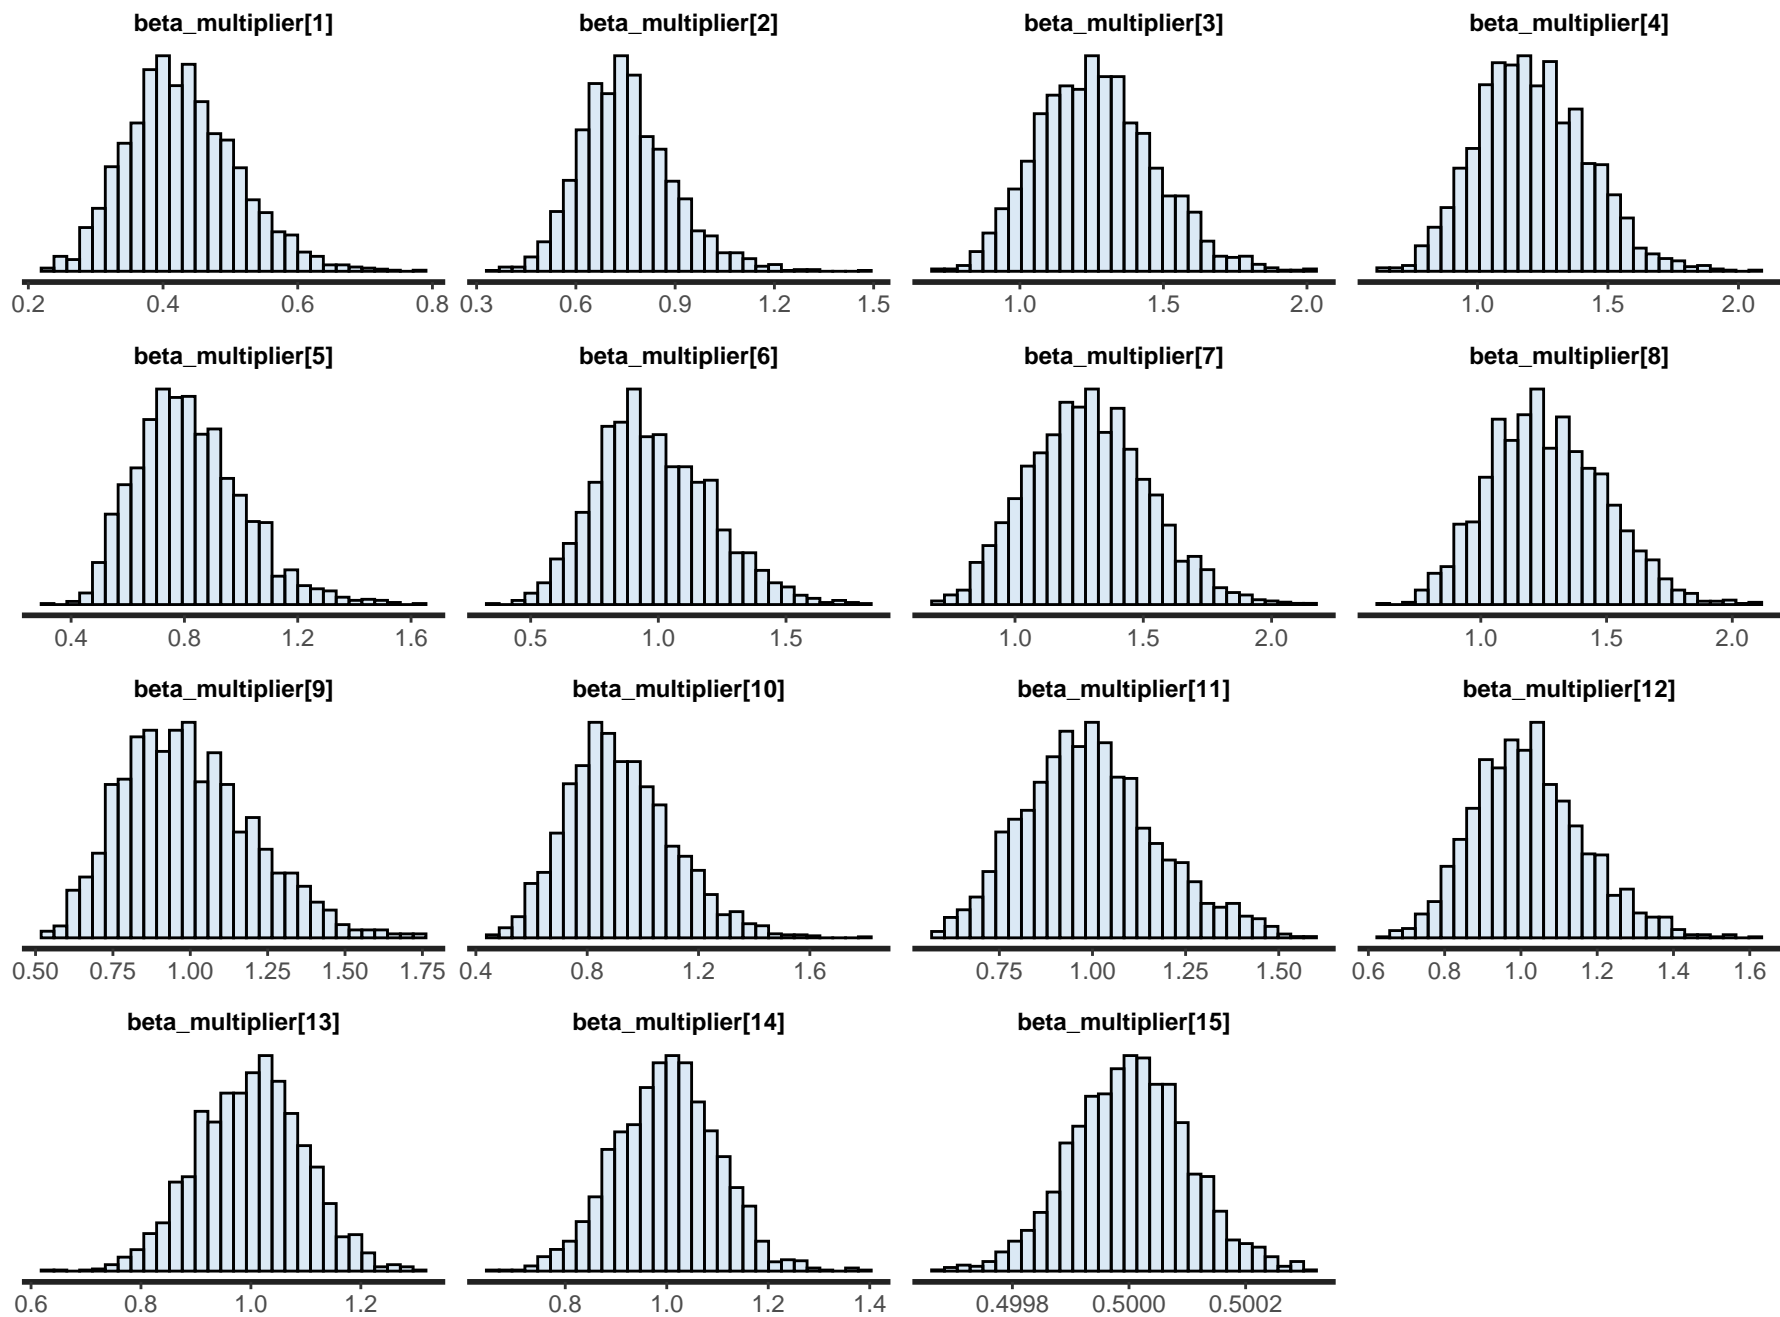 beta_multiplier[1] beta_multiplier[2] beta_multiplier[3] beta_multiplier[4]
0.2 0.4 0.6 0.8 0.3 0.6 0.9 1.2 1.5 1.0 1.5 2.0 1.0 1.5 2.0
beta_multiplier[5] beta_multiplier[6] beta_multiplier[7] beta_multiplier[8]
0.4 0.8 1.2 1.6 0.5 1.0 1.5 1.0 1.5 2.0 1.0 1.5 2.0
beta_multiplier[9] beta_multiplier[10] beta_multiplier[11] beta_multiplier[12]
0.50 0.75 1.00 1.25 1.50 1.75 0.4 0.8 1.2 1.6 0.75 1.00 1.25 1.50 0.6 0.8 1.0 1.2 1.4 1.6
beta_multiplier[13] beta_multiplier[14] beta_multiplier[15]
0.6 0.8 1.0 1.2 0.8 1.0 1.2 1.4 0.4998 0.5000 0.5002